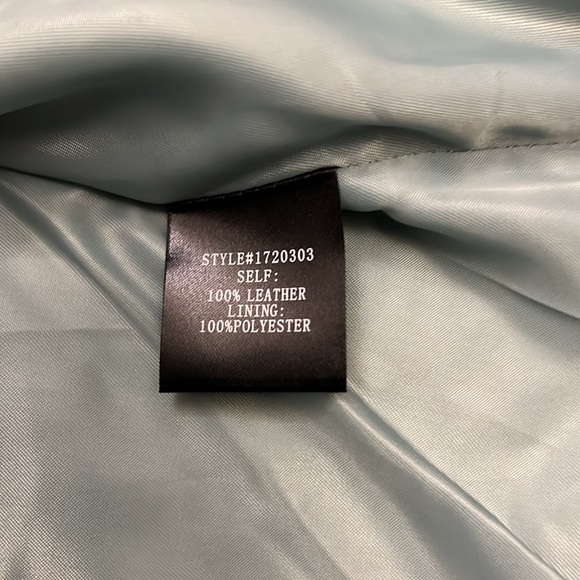 STYLE#1720303
SELF:
100% LEATHER
LINING:
100%POLYESTER